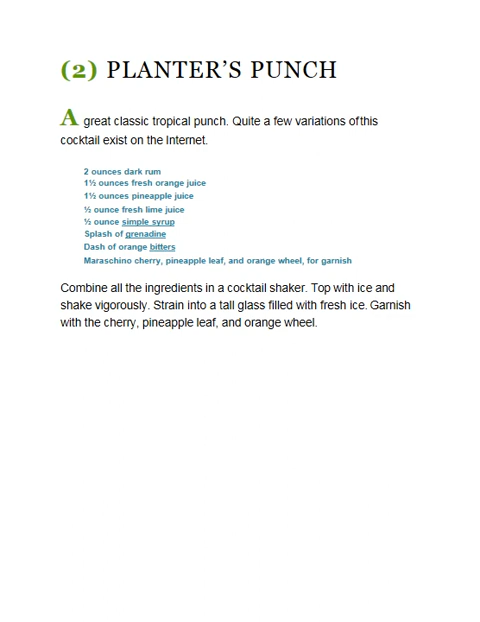 (2) PLANTER’S PUNCH
A great classic tropical punch. Quite a few variations of this
cocktail exist on the Internet.
2 ounces dark rum
1½ ounces fresh orange juice
1½ ounces pineapple juice
½ ounce fresh lime juice
½ ounce simple syrup
Splash of grenadine
Dash of orange bitters
Maraschino cherry, pineapple leaf, and orange wheel, for garnish
Combine all the ingredients in a cocktail shaker. Top with ice and
shake vigorously. Strain into a tall glass filled with fresh ice. Garnish
with the cherry, pineapple leaf, and orange wheel.